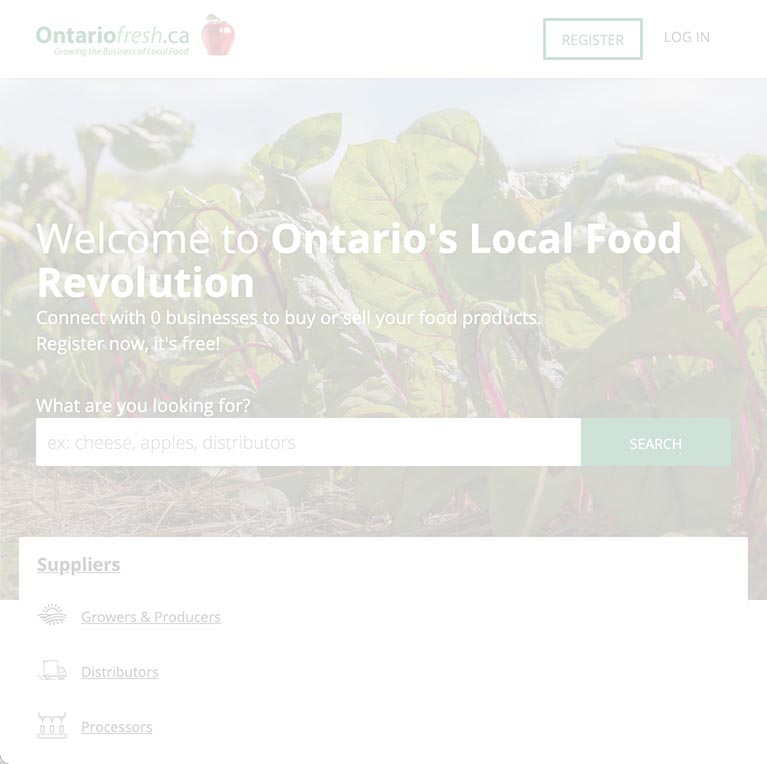 Ontariofresh.ca
Growing the Business of Local Food
REGISTER
LOG IN
Welcome to Ontario's Local Food
Revolution
Connect with 0 businesses to buy or sell your food products.
Register now, it's free!
What are you looking for?
ex: cheese, apples, distributors
SEARCH
Suppliers
Growers & Producers
Distributors
Processors